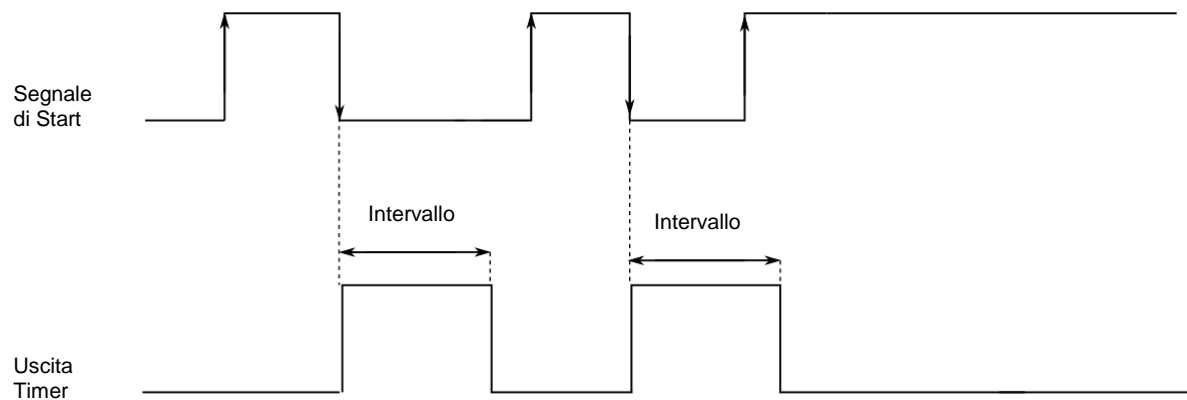 Segnale
di Start
Intervallo
Intervallo
Uscita
Timer